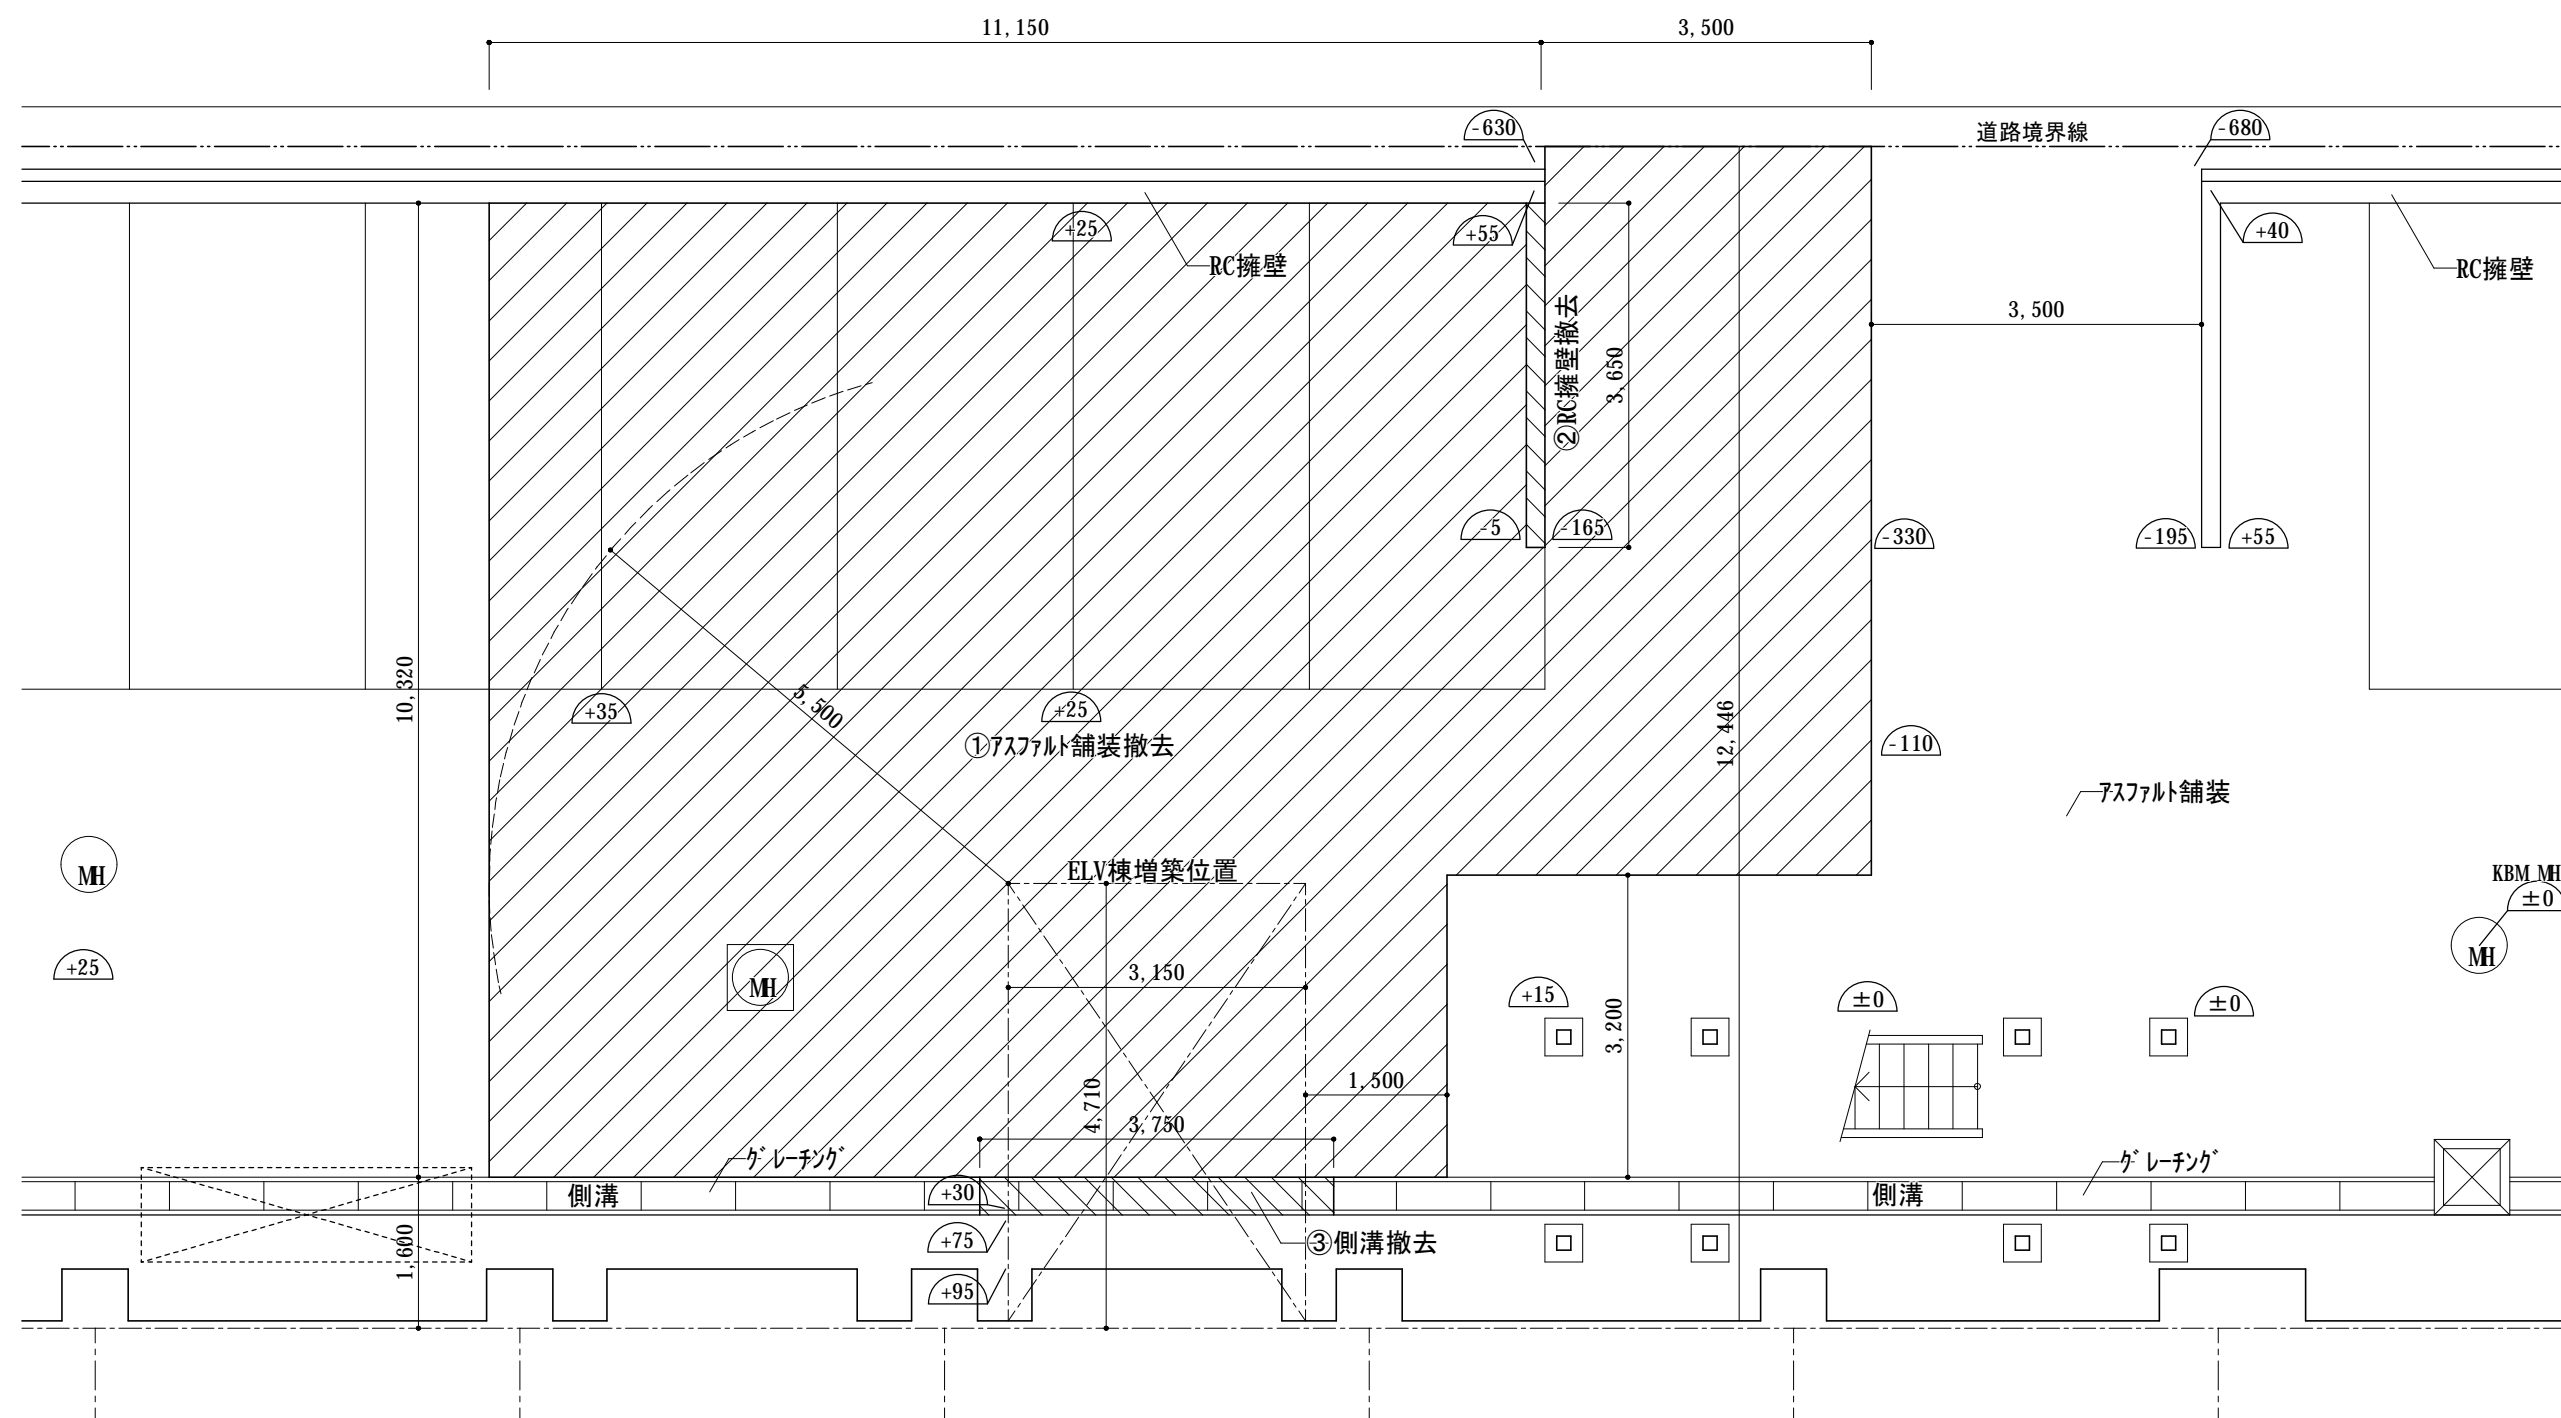 11,150
3,500
-630
道路境界線
-680
+25
+55
+40
RC擁壁
RC擁壁
3,500
②RC擁壁撤去
3,650
-5
-165
-330
-195
+55
10,320
+35
5,500
+25
①アスファルト舗装撤去
12,446
-110
アスファルト舗装
MH
ELV棟増築位置
KBM MH
±0
+25
MH
3,150
+15
±0
±0
MH
3,200
4,710
1,500
3,750
グレーチング
グレーチング
側溝
+30
側溝
1,600
+75
③側溝撤去
+95